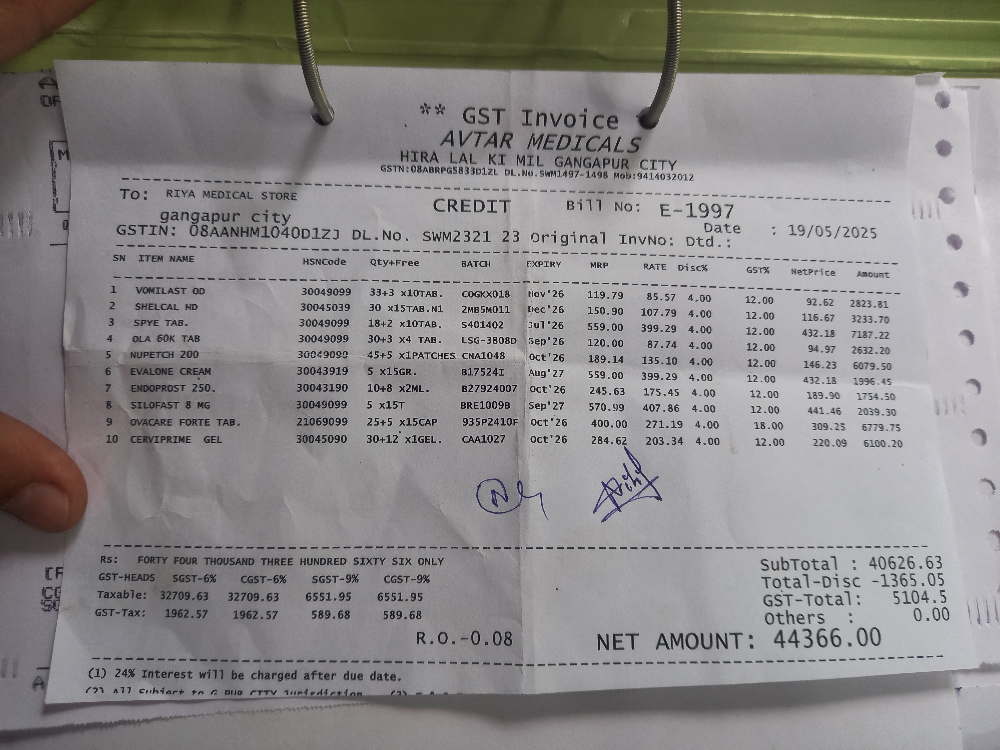 ** GST Invoice
AVTAR MEDICALS
HIRA LAL KI MIL GANGAPUR CITY
GSTN:08ABRPG5833D1ZL DL.No.SWM1497-1498 Mob:9414032012
To: RIYA MEDICAL STORE CREDIT Bill No: E-1997
gangapur city Date : 19/05/2025
GSTIN: 08AANHM1040D1ZJ DL.No. SWM2321 23 Original InvNo: Dtd.:
SN ITEM NAME HSNCode Qty+Free BATCH EXPIRY MRP RATE Disc% GST% NetPrice Amount
1 VOMILAST OD 30049099 33+3 x10TAB. COGKX018 Nov'26 119.79 85.57 4.00 12.00 92.62 2823.81
2 SHELCAL HD 30045039 30 x15TAB.N1 2MB5M011 Dec'26 150.90 107.79 4.00 12.00 116.67 3233.70
3 SPYE TAB. 30049099 18+2 x10TAB. S401402 Jul'26 559.00 399.29 4.00 12.00 432.18 7187.22
4 OLA 60K TAB 30049099 30+3 x4 TAB. LSG-3808D Sep'26 120.00 87.74 4.00 12.00 94.97 2632.20
5 NUPETCH 200 30049099 45+5 x1PATCHES CNA1048 Oct'26 189.14 135.10 4.00 12.00 146.23 6079.50
6 EVALONE CREAM 30043919 5 x15GR. B17524I Aug'27 559.00 399.29 4.00 12.00 432.18 1996.45
7 ENDOPROST 250. 30043190 10+8 x2ML. B27924007 Oct'26 245.63 175.45 4.00 12.00 189.90 1754.50
8 SILOFAST 8 MG 30049099 5 x15T BRE1009B Sep'27 570.99 407.86 4.00 12.00 441.46 2039.30
9 OVACARE FORTE TAB. 21069099 25+5 x15CAP 935P2410F Oct'26 400.00 271.19 4.00 18.00 309.25 6779.75
10 CERVIPRIME GEL 30045090 30+12 x1GEL. CAA1027 Oct'26 284.62 203.34 4.00 12.00 220.09 6100.20
Rs: FORTY FOUR THOUSAND THREE HUNDRED SIXTY SIX ONLY
GST-HEADS SGST-6% CGST-6% SGST-9% CGST-9%
Taxable: 32709.63 32709.63 6551.95 6551.95
GST-Tax: 1962.57 1962.57 589.68 589.68
SubTotal : 40626.63
Total-Disc -1365.05
GST-Total: 5104.5
Others : 0.00
R.O.-0.08 NET AMOUNT: 44366.00
(1) 24% Interest will be charged after due date.
(2) All Subject to G.PUR CITY Jurisdiction